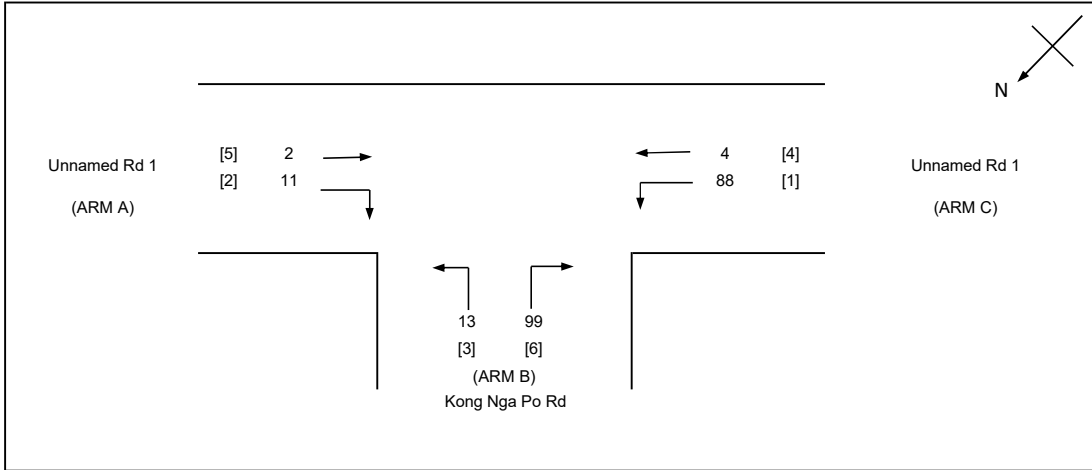 N
[5] 2
4 [4]
Unnamed Rd 1
Unnamed Rd 1
[2] 11
88 [1]
(ARM A)
(ARM C)
13 99
[3] [6]
(ARM B)
Kong Nga Po Rd